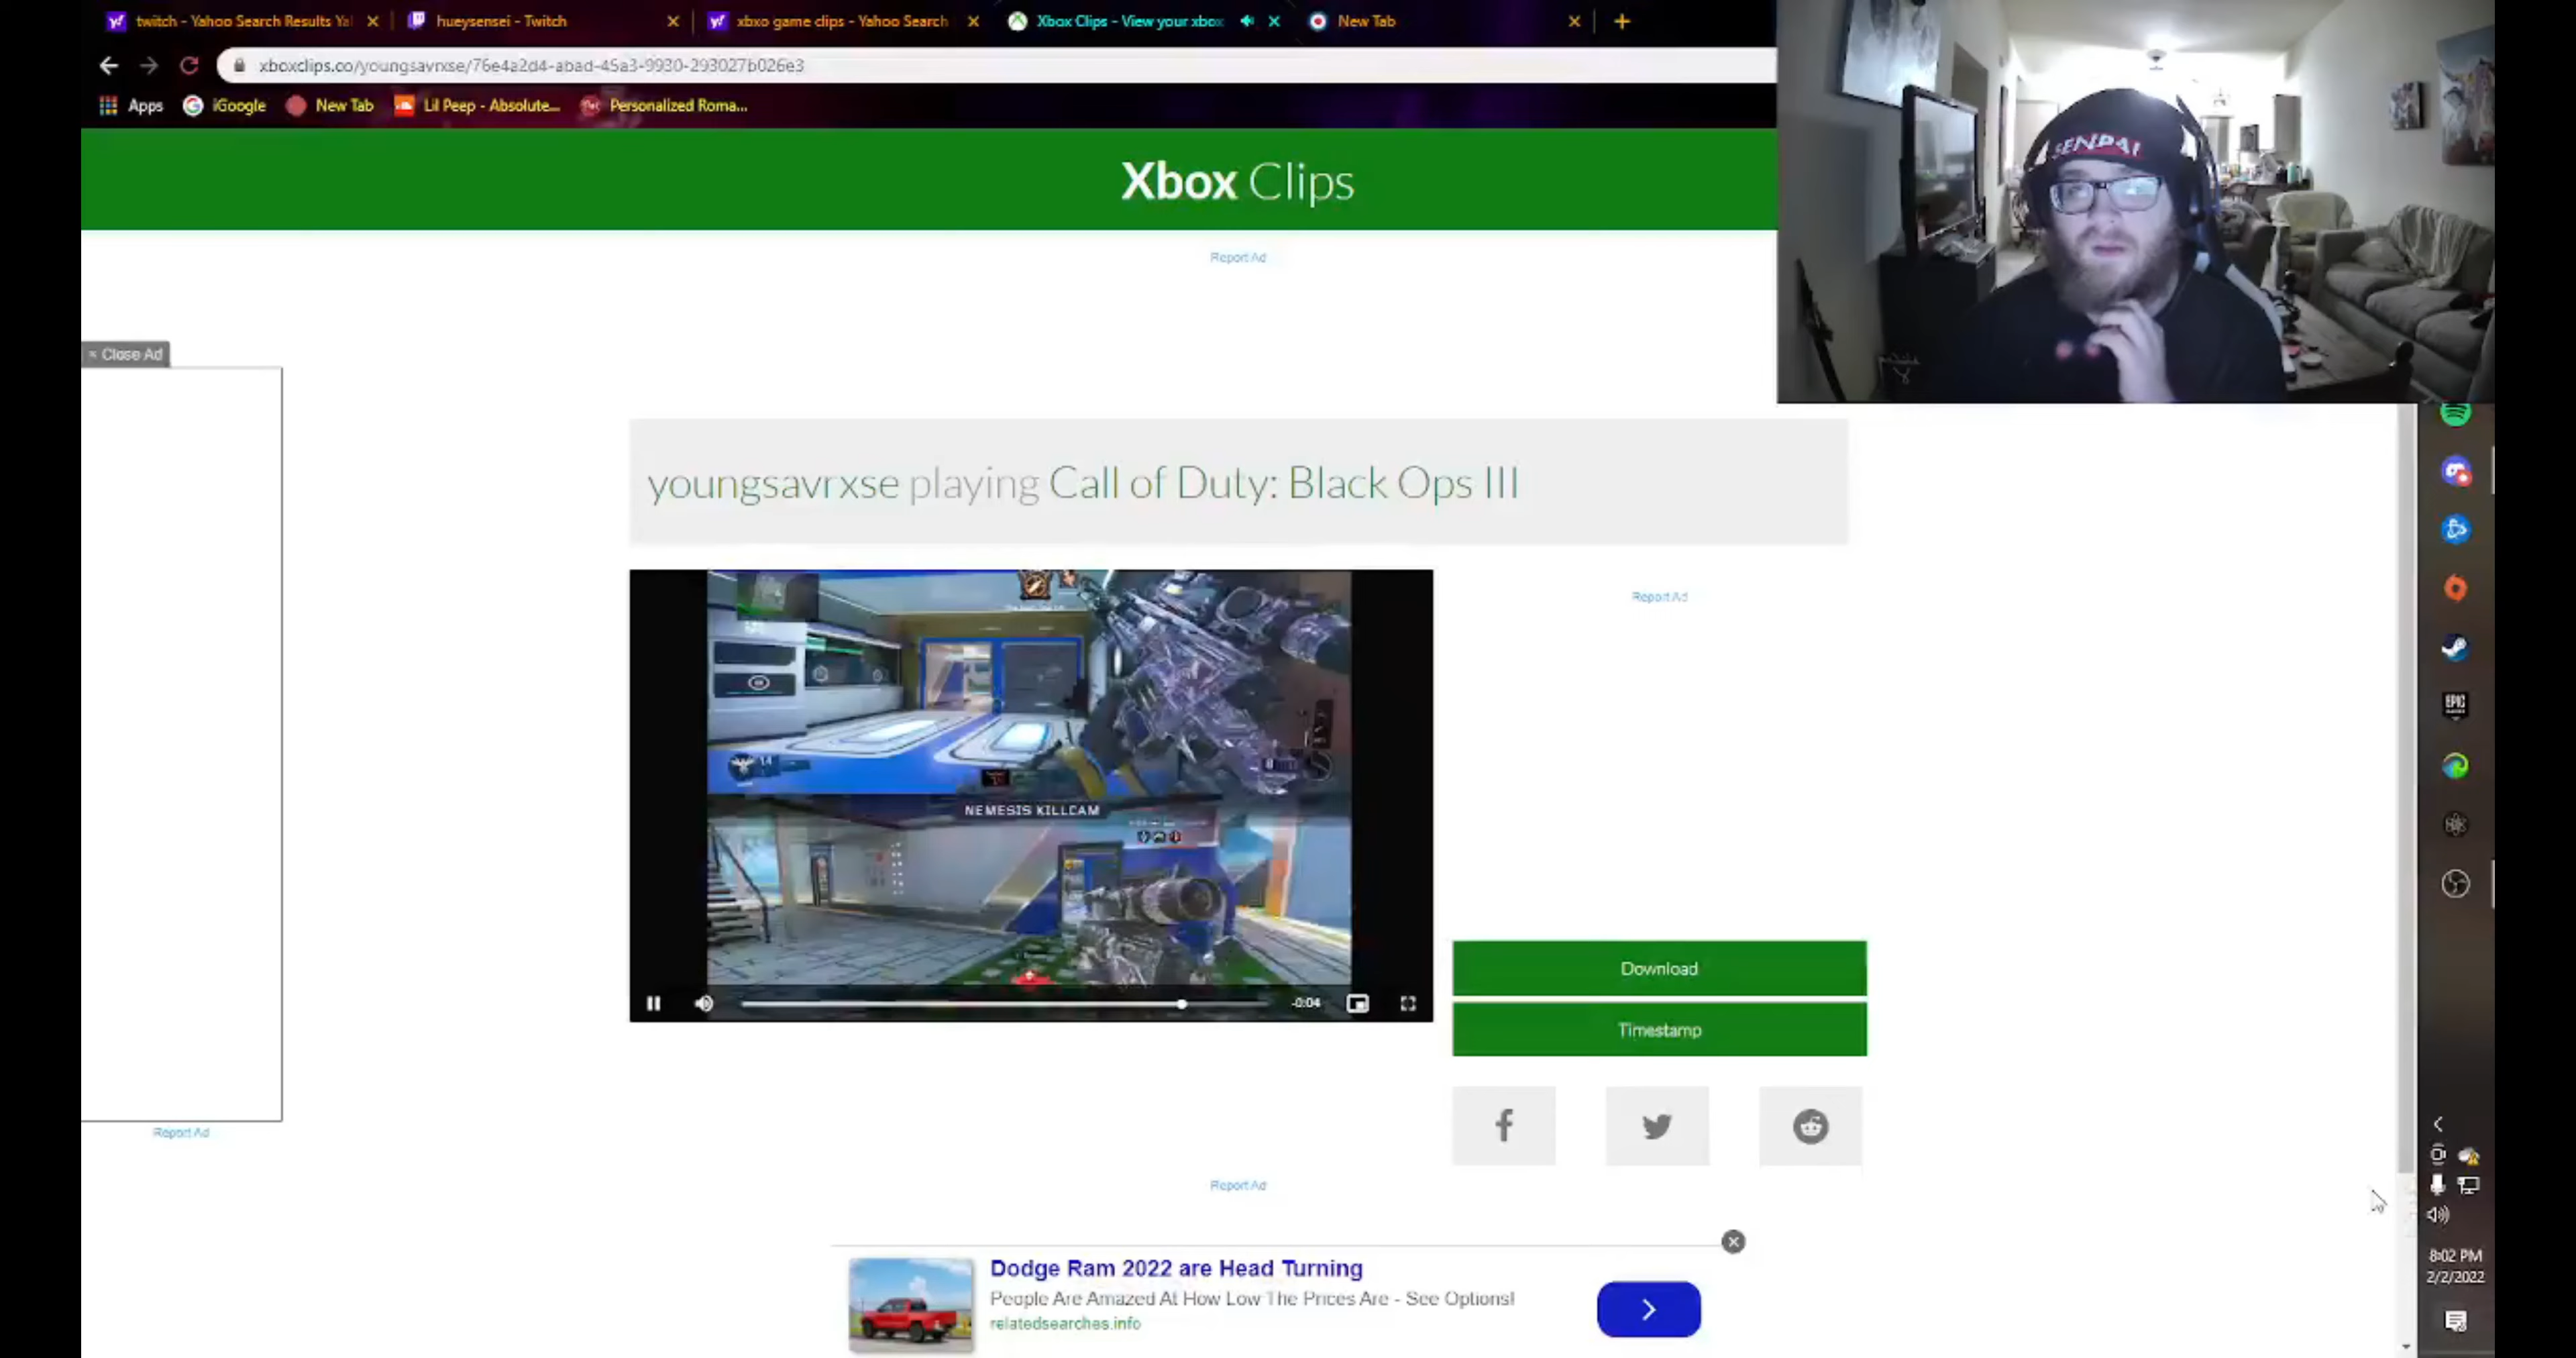 twitch - Yahoo Search Results Ya
hueysensei - Twitch
xbxo game clips - Yahoo Search
Xbox Clips - View your xbox
New Tab
xboxclips.co/youngsavrxse/76e4a2d4-abad-45a3-9930-293027b026e3
Apps
iGoogle
New Tab
Lil Peep - Absolute...
Personalized Roma...
SENPAI
Xbox Clips
Report Ad
× Close Ad
youngsavrxse playing Call of Duty: Black Ops III
Report Ad
EPIC
14
NEMESIS KILLCAM
-0:04
Download
Timestamp
Report Ad
Report Ad
Dodge Ram 2022 are Head Turning
People Are Amazed At How Low The Prices Are - See Options!
relatedsearches.info
8:02 PM
2/2/2022